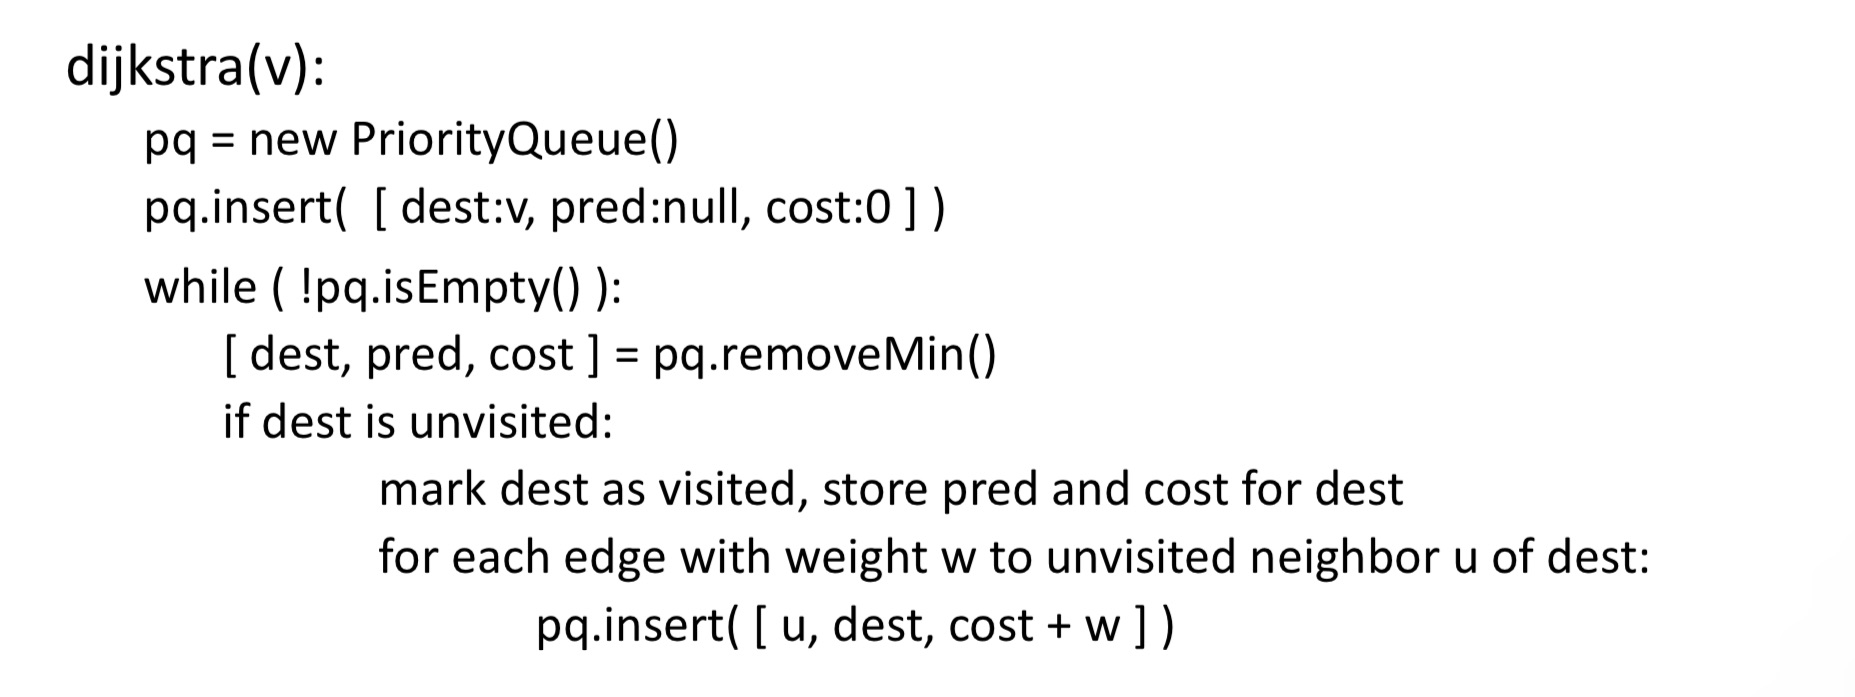 dijkstra(v):
pq = new PriorityQueue()
pq.insert( [ dest:v, pred:null, cost:0 ] )
while ( !pq.isEmpty() ):
[ dest, pred, cost ] = pq.removeMin()
if dest is unvisited:
mark dest as visited, store pred and cost for dest
for each edge with weight w to unvisited neighbor u of dest:
pq.insert( [ u, dest, cost + w ] )